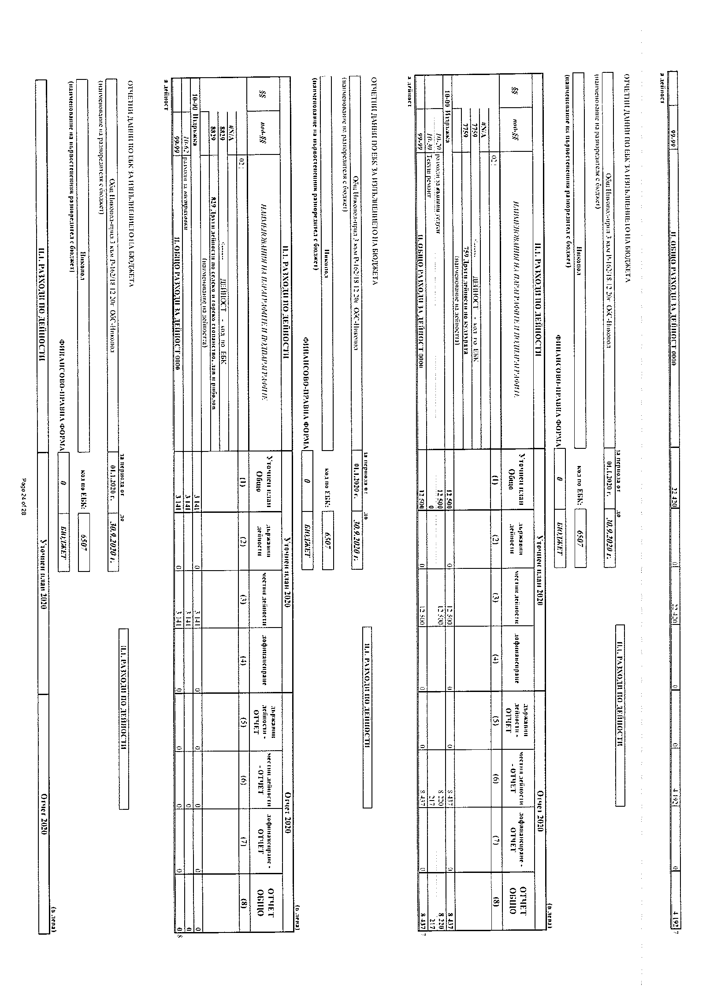 а дейност
99-99 II. ОБЩО РАЗХОДИ ЗА ДЕЙНОСТ 0000 22 420 0 22 420 0 0 4 192 0 4 192 7
ОТЧЕТНИ ДАННИ ПО ЕБК ЗА ИЗПЪЛНЕНИЕТО НА БЮДЖЕТА
II.1. РАЗХОДИ ПО ДЕЙНОСТИ
за периода от до
Общ Никопол-прил 3 към Р-162/18 12 20г ОбС-Никопол 01.1.2020 г. 30.9.2020 г.
(наименование на разпоредителя с бюджет)
Никопол код по ЕБК: 6507
(наименование на първостепенния разпоредител с бюджет)
ФИНАНСОВО-ПРАВНА ФОРМА 0 БЮДЖЕТ
(в лева)
II.1. РАЗХОДИ ПО ДЕЙНОСТИ Уточнен план 2020 Отчет 2020
§§ под-§§ НАИМЕНОВАНИЯ НА ПАРАГРАФИТЕ И ПОДПАРАГРАФИТЕ Уточнен план Общо държавни дейности местни дейности дофинансиране държавни дейности - ОТЧЕТ местни дейности - ОТЧЕТ дофинансиране - ОТЧЕТ ОТЧЕТ ОБЩО
02 (1) (2) (3) (4) (5) (6) (7) (8)
#N/A
7759 <----- ДЕЙНОСТ - код по ЕБК
7759 759 Други дейности по културата
(наименование на дейността)
10-00 Издръжка 12 500 0 12 500 0 0 8 437 0 8 437
10-20 разходи за външни услуги 12 500 12 500 8 220 8 220
10-30 Текущ ремонт 0 217 217
99-99 II. ОБЩО РАЗХОДИ ЗА ДЕЙНОСТ 0000 12 500 0 12 500 0 0 8 437 0 8 437 7
а дейност
ОТЧЕТНИ ДАННИ ПО ЕБК ЗА ИЗПЪЛНЕНИЕТО НА БЮДЖЕТА
II.1. РАЗХОДИ ПО ДЕЙНОСТИ
за периода от до
Общ Никопол-прил 3 към Р-162/18 12 20г ОбС-Никопол 01.1.2020 г. 30.9.2020 г.
(наименование на разпоредителя с бюджет)
Никопол код по ЕБК: 6507
(наименование на първостепенния разпоредител с бюджет)
ФИНАНСОВО-ПРАВНА ФОРМА 0 БЮДЖЕТ
(в лева)
II.1. РАЗХОДИ ПО ДЕЙНОСТИ Уточнен план 2020 Отчет 2020
§§ под-§§ НАИМЕНОВАНИЯ НА ПАРАГРАФИТЕ И ПОДПАРАГРАФИТЕ Уточнен план Общо държавни дейности местни дейности дофинансиране държавни дейности - ОТЧЕТ местни дейности - ОТЧЕТ дофинансиране - ОТЧЕТ ОТЧЕТ ОБЩО
02 (1) (2) (3) (4) (5) (6) (7) (8)
#N/A
8829 <----- ДЕЙНОСТ - код по ЕБК
8829 829 Други дейности по селско и горско стопанство, лов и риболов
(наименование на дейността)
10-00 Издръжка 3 141 0 3 141 0 0 0 0 0
10-62 разходи за застраховки 3 141 3 141 0 0
99-99 II. ОБЩО РАЗХОДИ ЗА ДЕЙНОСТ 0000 3 141 0 3 141 0 0 0 0 0 8
а дейност
ОТЧЕТНИ ДАННИ ПО ЕБК ЗА ИЗПЪЛНЕНИЕТО НА БЮДЖЕТА
II.1. РАЗХОДИ ПО ДЕЙНОСТИ
за периода от до
Общ Никопол-прил 3 към Р-162/18 12 20г ОбС-Никопол 01.1.2020 г. 30.9.2020 г.
(наименование на разпоредителя с бюджет)
Никопол код по ЕБК: 6507
(наименование на първостепенния разпоредител с бюджет)
ФИНАНСОВО-ПРАВНА ФОРМА 0 БЮДЖЕТ
(в лева)
II.1. РАЗХОДИ ПО ДЕЙНОСТИ Уточнен план 2020 Отчет 2020
Page 24 of 28